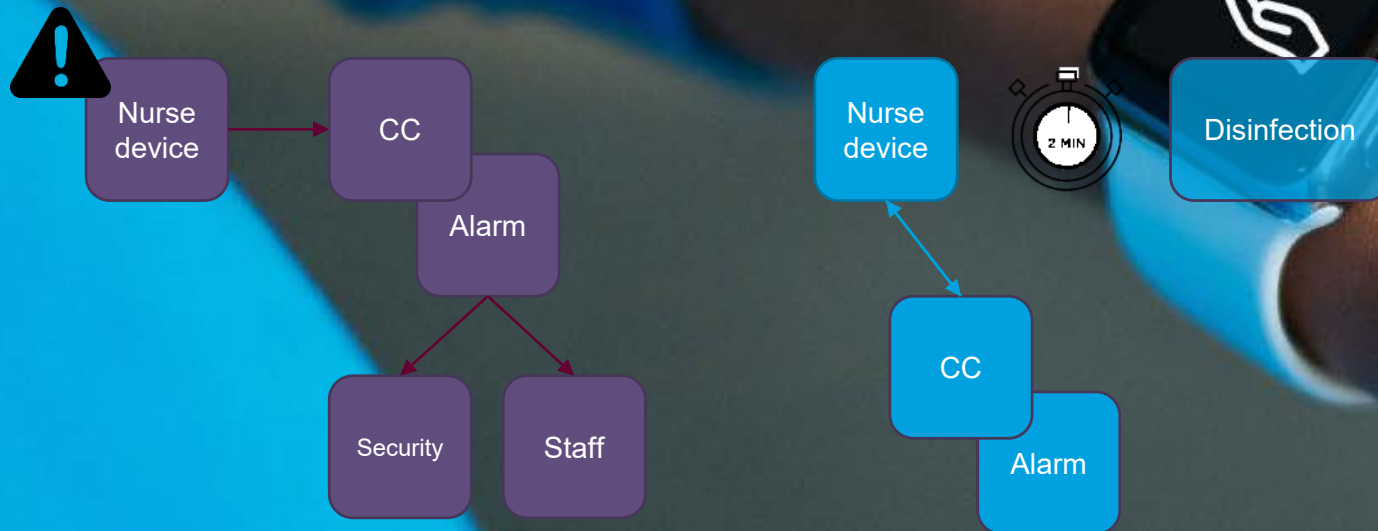 Nurse
device
CC
Alarm
Security
Staff
Nurse
device
2 MIN
Disinfection
CC
Alarm